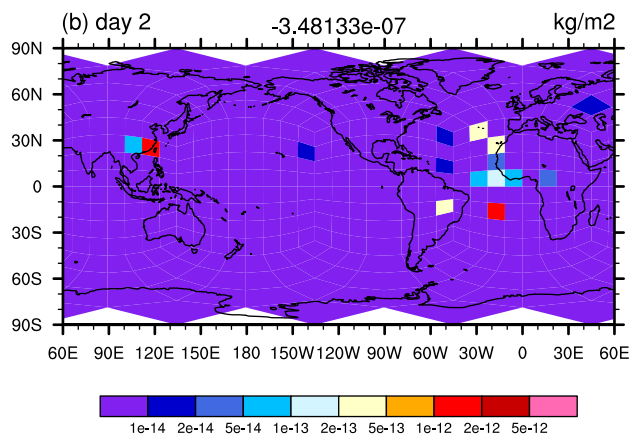 (b) day 2 -3.48133e-07 kg/m2
90N
60N
30N
0
30S
60S
90S
60E 90E 120E 150E 180 150W 120W 90W 60W 30W 0 30E 60E
1e-14 2e-14 5e-14 1e-13 2e-13 5e-13 1e-12 2e-12 5e-12